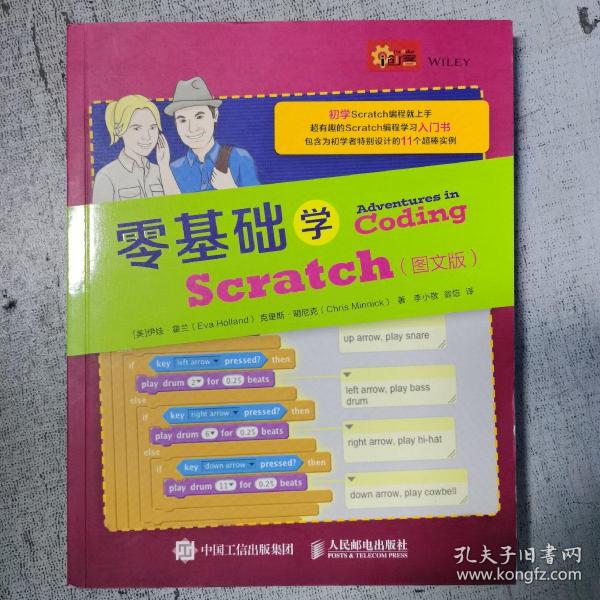 i创客
WILEY
初学Scratch编程就上手
超有趣的Scratch编程学习入门书
包含为初学者特别设计的11个超棒实例
零基础学
Adventures in
Coding
Scratch(图文版)
[美]伊娃·霍兰(Eva Holland) 克里斯·明尼克(Chris Minnick) 著 李小敬 翁恺 译
up arrow, play snare
if key left arrow pressed? then
play drum 2 for 0.25 beats
left arrow, play bass
drum
else
if key right arrow pressed? then
play drum 6 for 0.25 beats
right arrow, play hi-hat
else
if key down arrow pressed? then
play drum 11 for 0.25 beats
down arrow, play cowbell
中国工信出版集团
人民邮电出版社
POSTS & TELECOM PRESS
孔夫子旧书网
www.kongfz.com